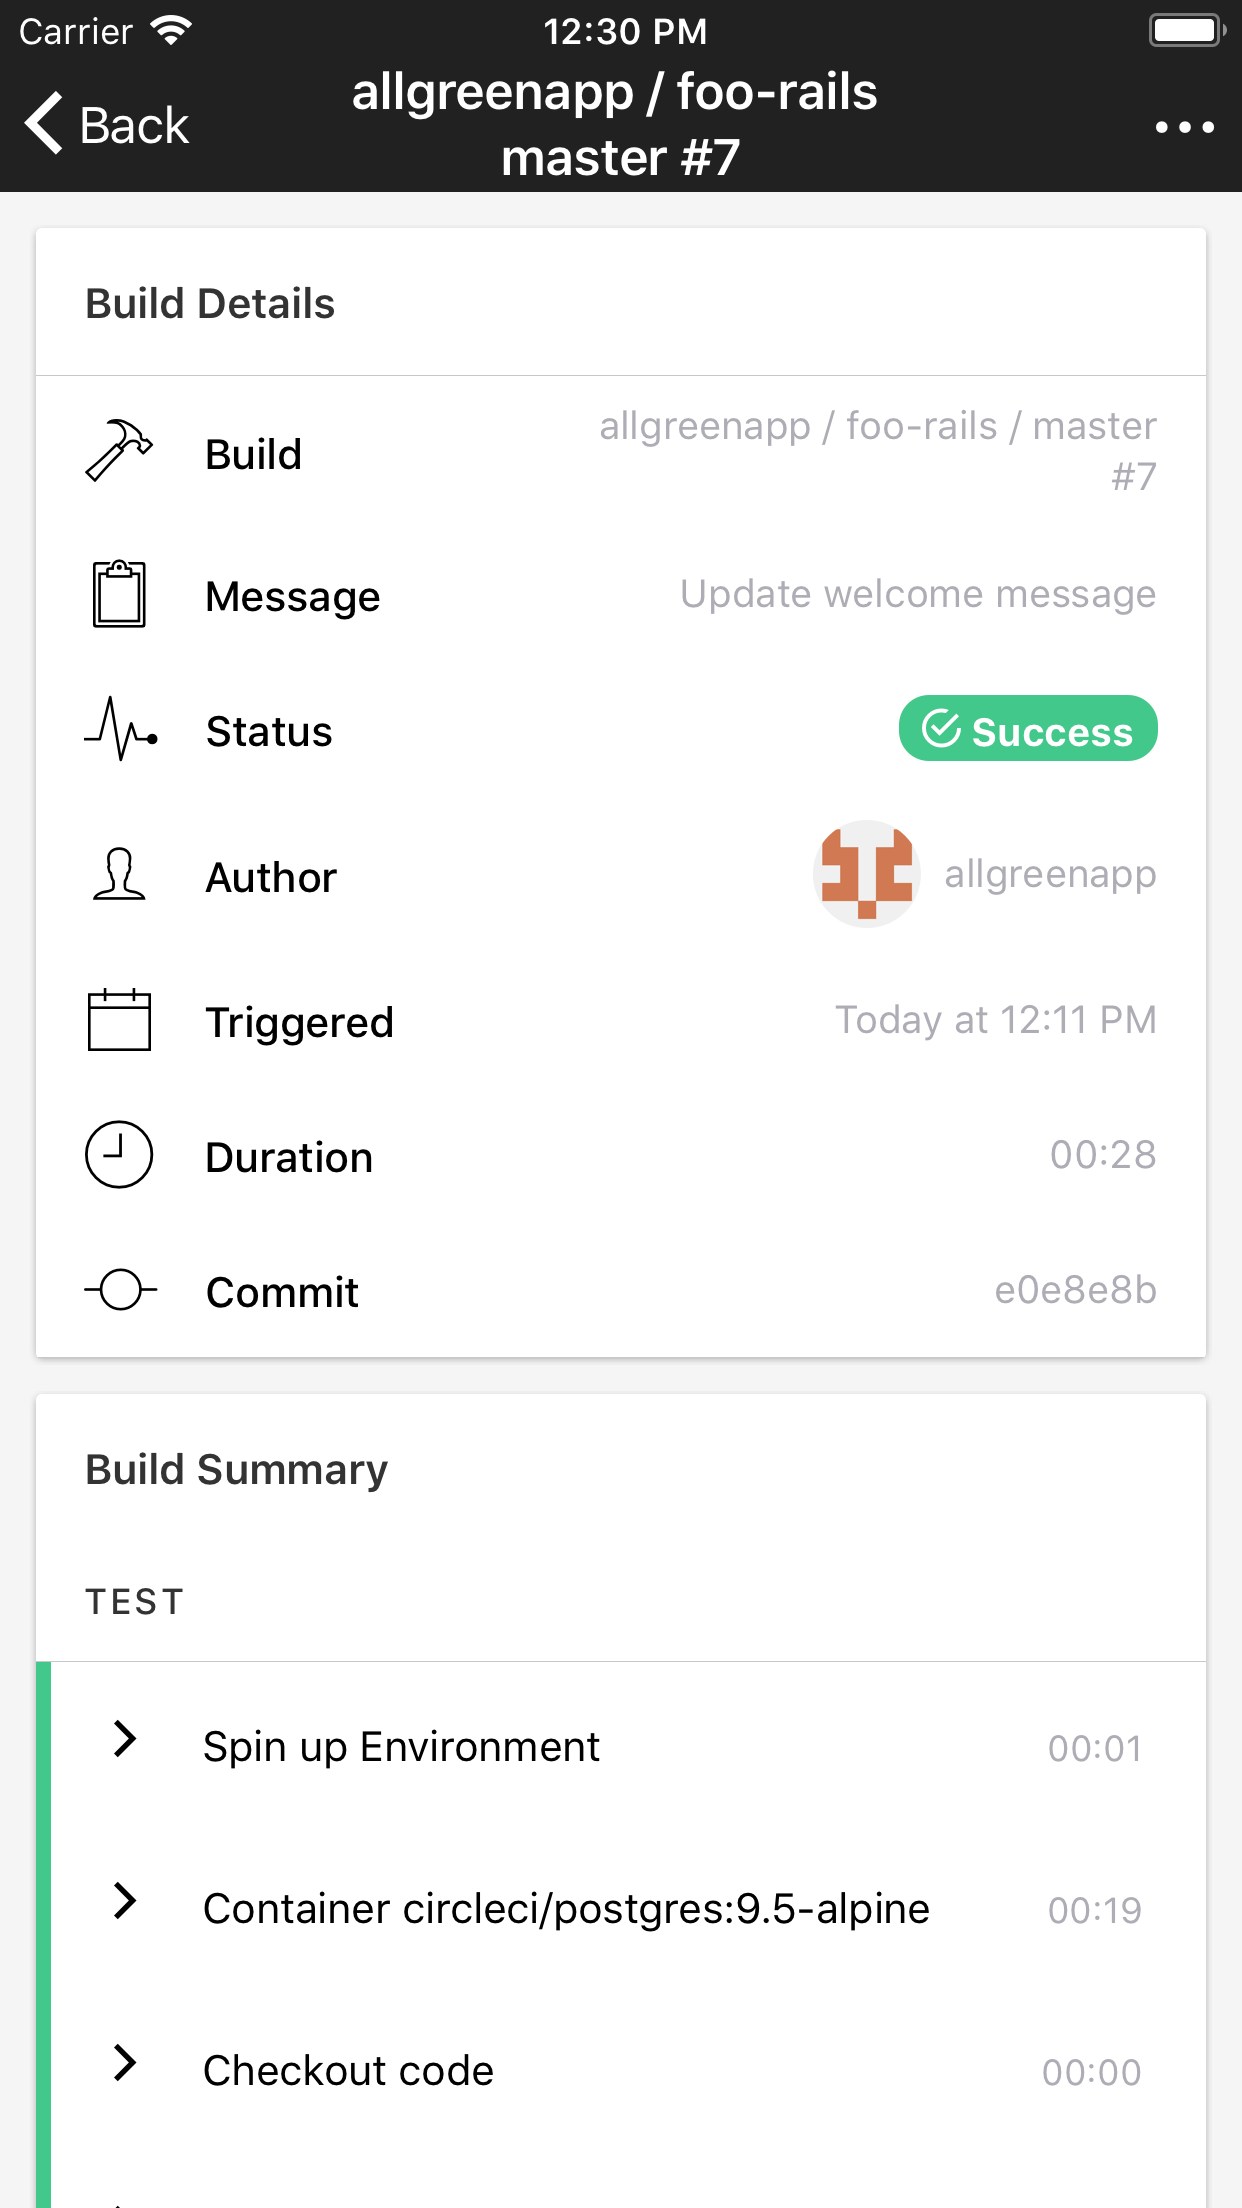 Carrier 12:30 PM
Back
allgreenapp / foo-rails
master #7
Build Details
Build allgreenapp / foo-rails / master
#7
Message Update welcome message
Status Success
Author allgreenapp
Triggered Today at 12:11 PM
Duration 00:28
Commit e0e8e8b
Build Summary
TEST
Spin up Environment 00:01
Container circleci/postgres:9.5-alpine 00:19
Checkout code 00:00